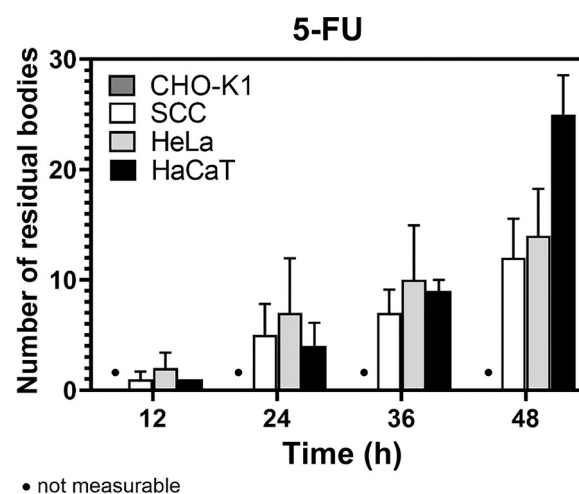 5-FU
Number of residual bodies
30
20
10
0
CHO-K1
SCC
HeLa
HaCaT
12 24 36 48
Time (h)
• not measurable